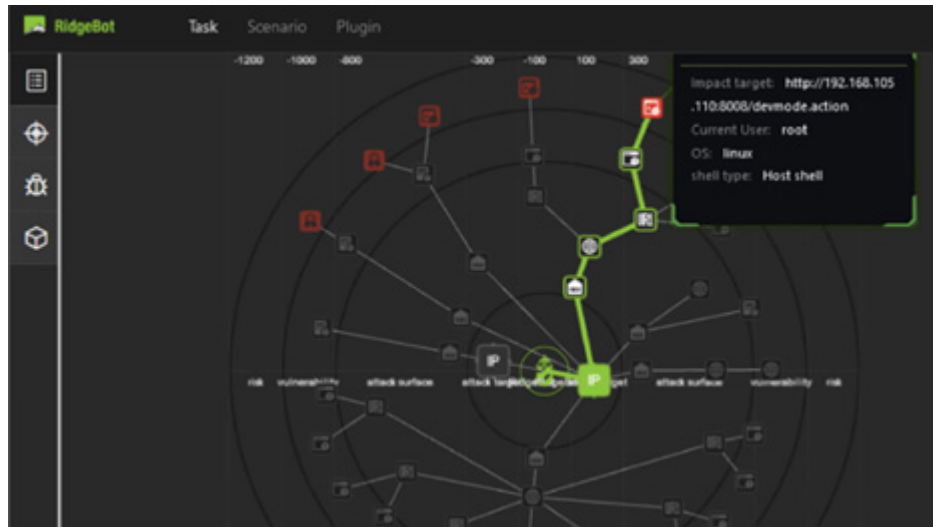 RidgeBot Task Scenario Plugin
-1200 -1000 -800 -300 -100 100 300
Impact target: http://192.168.105
.110:8008/devmode.action
Current User: root
OS: linux
shell type: Host shell
IP
IP
risk vulnerability attack surface attack surface vulnerability risk